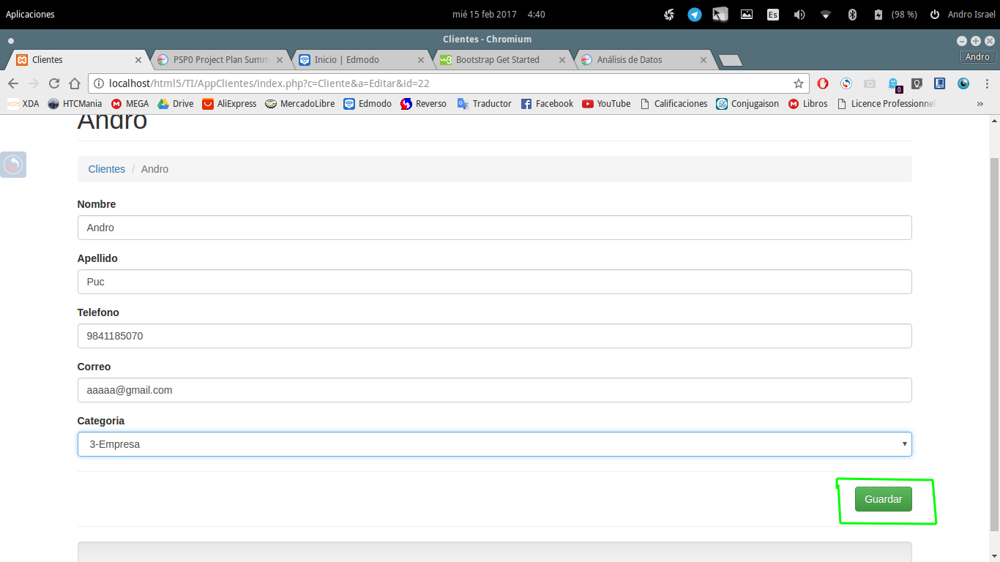 Aplicaciones mié 15 feb 2017 4:40 Es (98 %) Andro Israel
Clientes - Chromium
Clientes PSP0 Project Plan Summ Inicio | Edmodo Bootstrap Get Started Análisis de Datos Andro
localhost/html5/TI/AppClientes/index.php?c=Cliente&a=Editar&id=22 0
xda XDA HTCMania MEGA Drive AliExpress MercadoLibre Edmodo Reverso Traductor Facebook YouTube Calificaciones Conjugaison Libros Licence Professionnel »
Andro
Clientes / Andro
Nombre
Andro
Apellido
Puc
Telefono
9841185070
Correo
aaaaa@gmail.com
Categoria
3-Empresa
Guardar